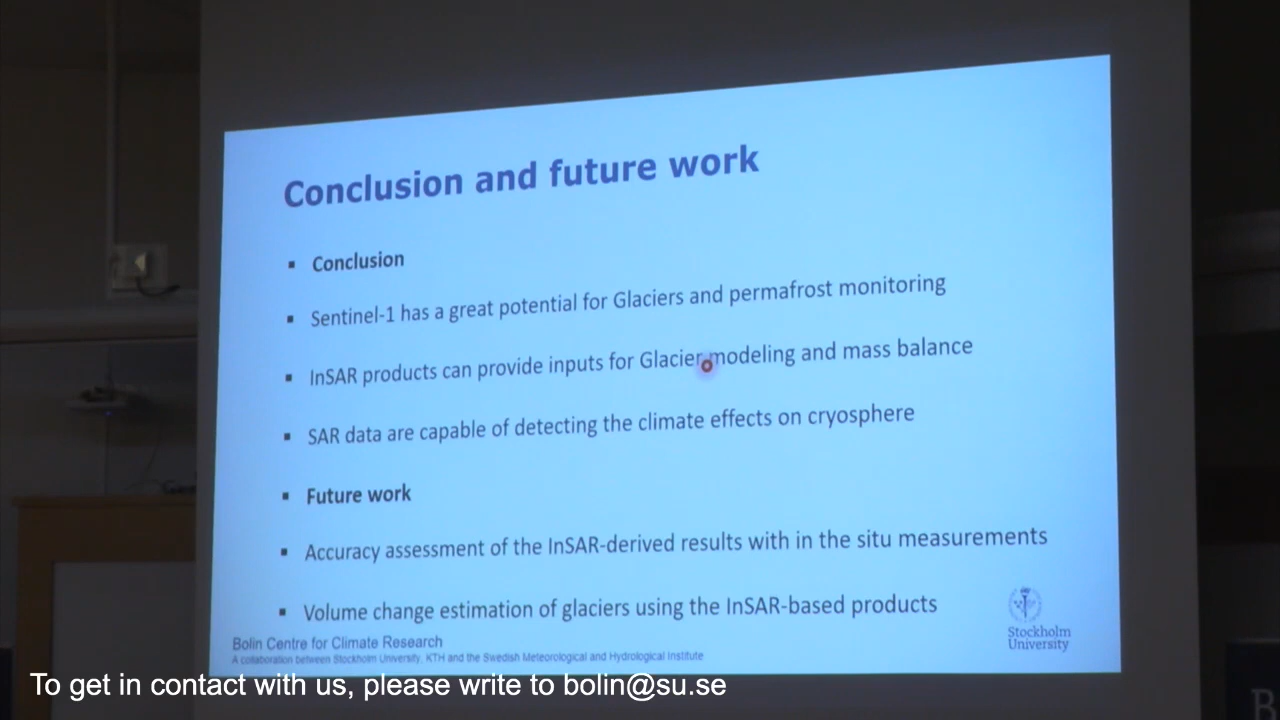 Conclusion and future work
▪ Conclusion
▪ Sentinel-1 has a great potential for Glaciers and permafrost monitoring
▪ InSAR products can provide inputs for Glacier modeling and mass balance
▪ SAR data are capable of detecting the climate effects on cryosphere
▪ Future work
▪ Accuracy assessment of the InSAR-derived results with in the situ measurements
▪ Volume change estimation of glaciers using the InSAR-based products
Stockholm
University
Bolin Centre for Climate Research
A collaboration between Stockholm University, KTH and the Swedish Meteorological and Hydrological Institute
To get in contact with us, please write to bolin@su.se
B